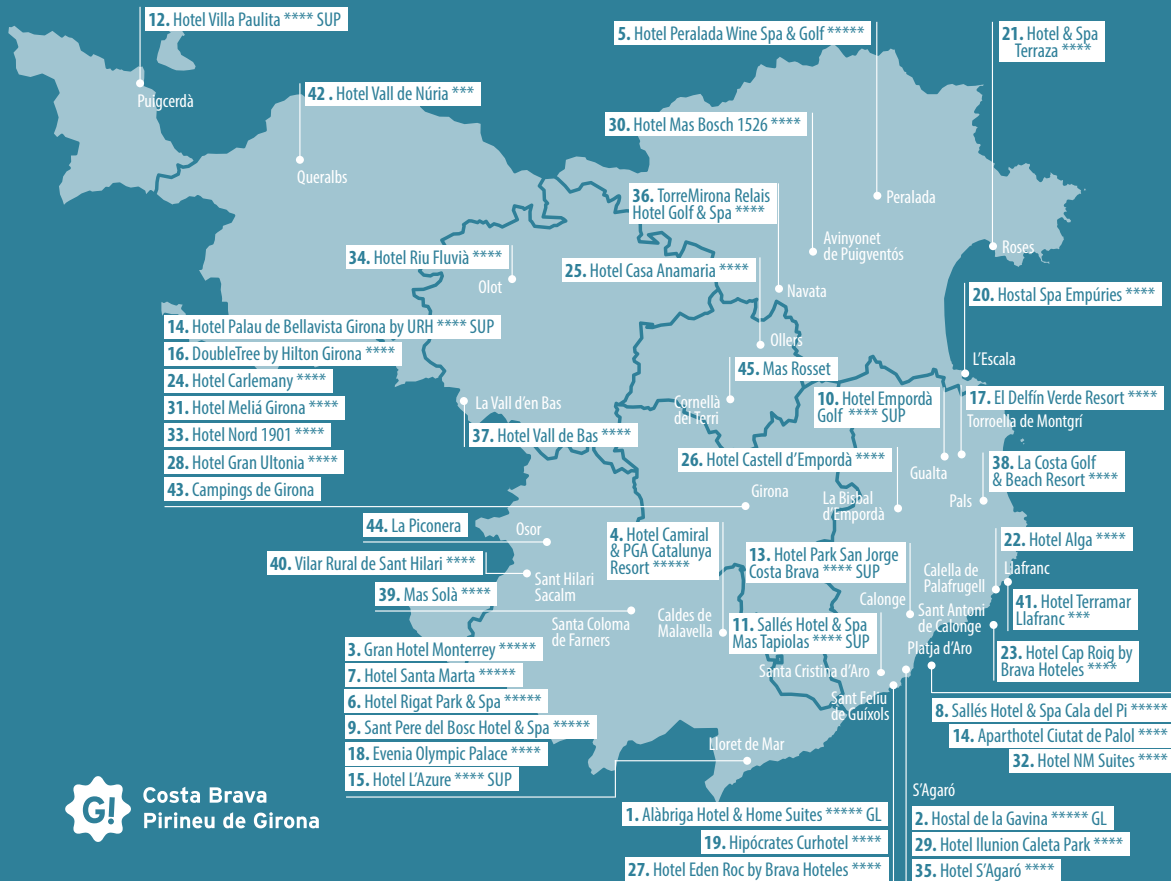 12. Hotel Villa Paulita **** SUP
Puigcerdà
42 . Hotel Vall de Núria ***
Queralbs
5. Hotel Peralada Wine Spa & Golf *****
Peralada
21. Hotel & Spa
Terraza ****
Roses
30. Hotel Mas Bosch 1526 ****
Avinyonet
de Puigventós
36. TorreMirona Relais
Hotel Golf & Spa ****
Navata
34. Hotel Riu Fluvià ****
Olot
25. Hotel Casa Anamaria ****
Ollers
20. Hostal Spa Empúries ****
L'Escala
14. Hotel Palau de Bellavista Girona by URH **** SUP
16. DoubleTree by Hilton Girona ****
24. Hotel Carlemany ****
31. Hotel Meliá Girona ****
33. Hotel Nord 1901 ****
28. Hotel Gran Ultonia ****
43. Campings de Girona
Girona
45. Mas Rosset
Cornellà
del Terri
La Vall d'en Bas
37. Hotel Vall de Bas ****
10. Hotel Empordà
Golf **** SUP
Gualta
17. El Delfín Verde Resort ****
Torroella de Montgrí
26. Hotel Castell d'Empordà ****
La Bisbal
d'Empordà
38. La Costa Golf
& Beach Resort ****
Pals
44. La Piconera
Osor
40. Vilar Rural de Sant Hilari ****
Sant Hilari
Sacalm
39. Mas Solà ****
Santa Coloma
de Farners
4. Hotel Camiral
& PGA Catalunya
Resort *****
Caldes de
Malavella
13. Hotel Park San Jorge
Costa Brava **** SUP
Calonge
22. Hotel Alga ****
Calella de
Palafrugell
Llafranc
41. Hotel Terramar
Llafranc ***
Sant Antoni
de Calonge
23. Hotel Cap Roig by
Brava Hoteles ****
11. Sallés Hotel & Spa
Mas Tapiolas **** SUP
Santa Cristina d'Aro
Platja d'Aro
8. Sallés Hotel & Spa Cala del Pi *****
14. Aparthotel Ciutat de Palol ****
32. Hotel NM Suites ****
3. Gran Hotel Monterrey *****
7. Hotel Santa Marta *****
6. Hotel Rigat Park & Spa *****
9. Sant Pere del Bosc Hotel & Spa *****
18. Evenia Olympic Palace ****
15. Hotel L'Azure **** SUP
Lloret de Mar
Sant Feliu
de Guíxols
1. Alàbriga Hotel & Home Suites ***** GL
19. Hipócrates Curhotel ****
27. Hotel Eden Roc by Brava Hoteles ****
S'Agaró
2. Hostal de la Gavina ***** GL
29. Hotel Ilunion Caleta Park ****
35. Hotel S'Agaró ****
G!
Costa Brava
Pirineu de Girona